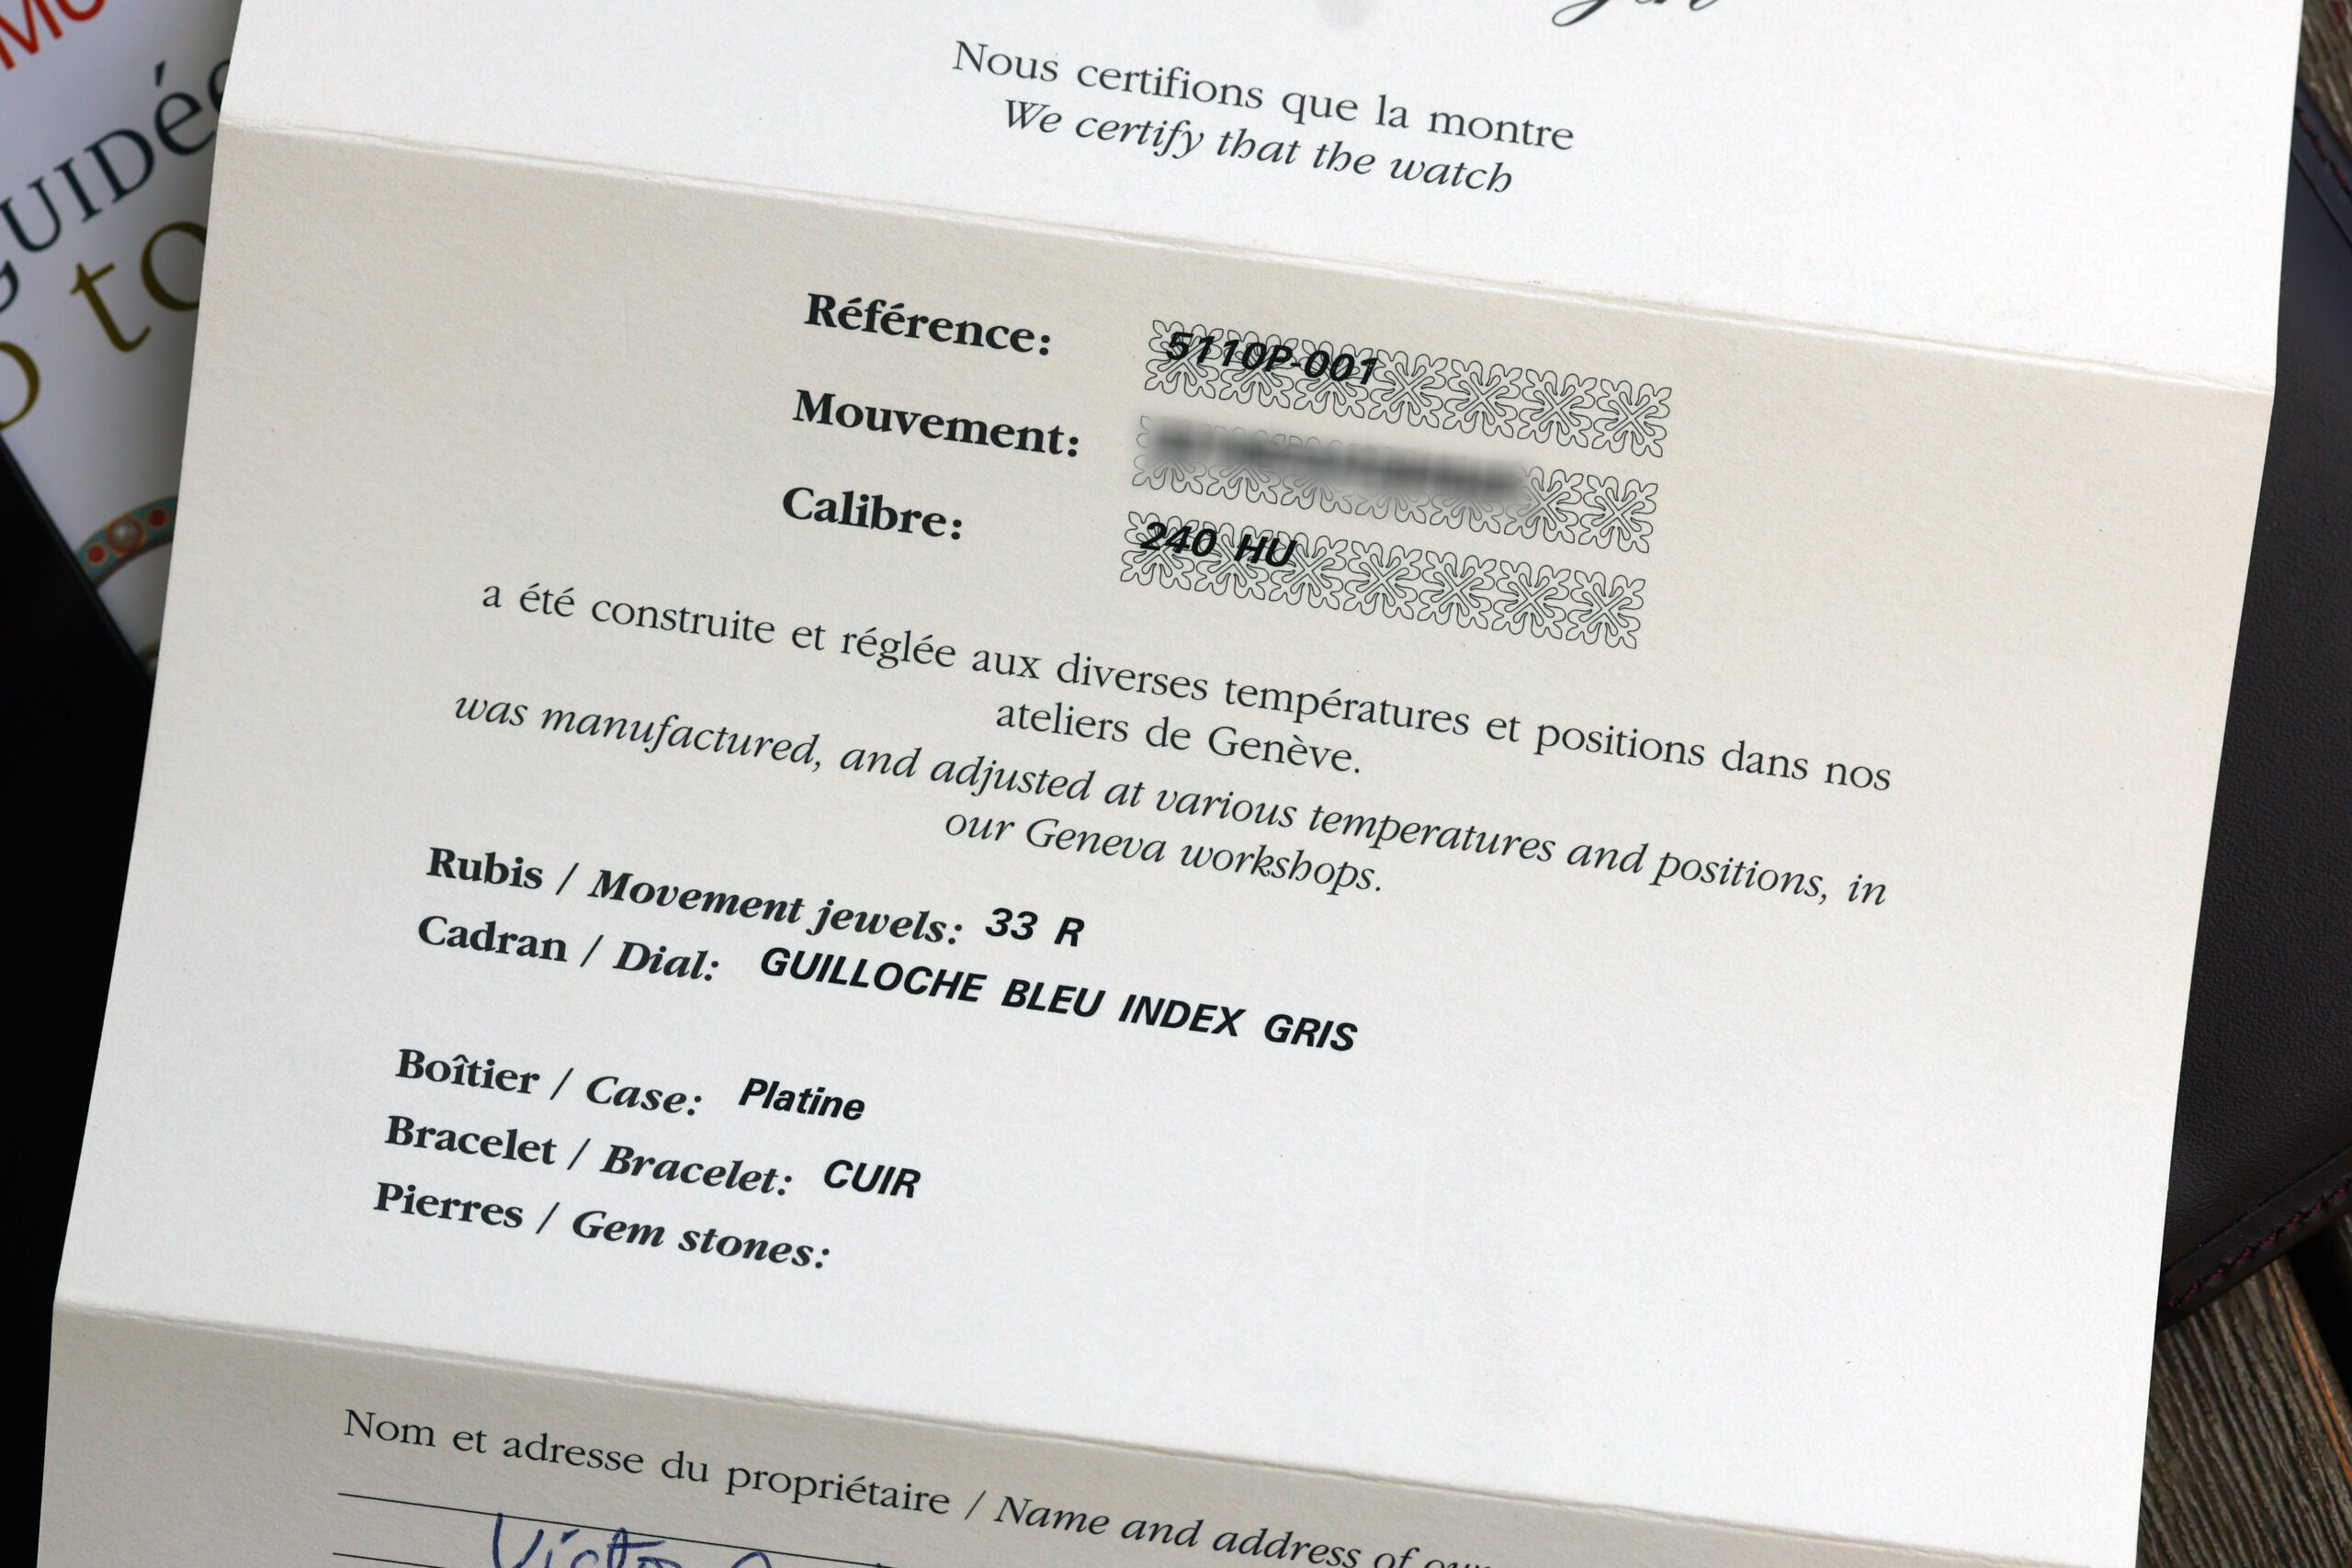 Nous certifions que la montre
We certify that the watch
Référence: 5110P-001
Mouvement:
Calibre: 240 HU
a été construite et réglée aux diverses températures et positions dans nos
ateliers de Genève.
was manufactured, and adjusted at various temperatures and positions, in
our Geneva workshops.
Rubis / Movement jewels: 33 R
Cadran / Dial: GUILLOCHE BLEU INDEX GRIS
Boîtier / Case: Platine
Bracelet / Bracelet: CUIR
Pierres / Gem stones:
Nom et adresse du propriétaire / Name and address of
Victor
GUIDée
to